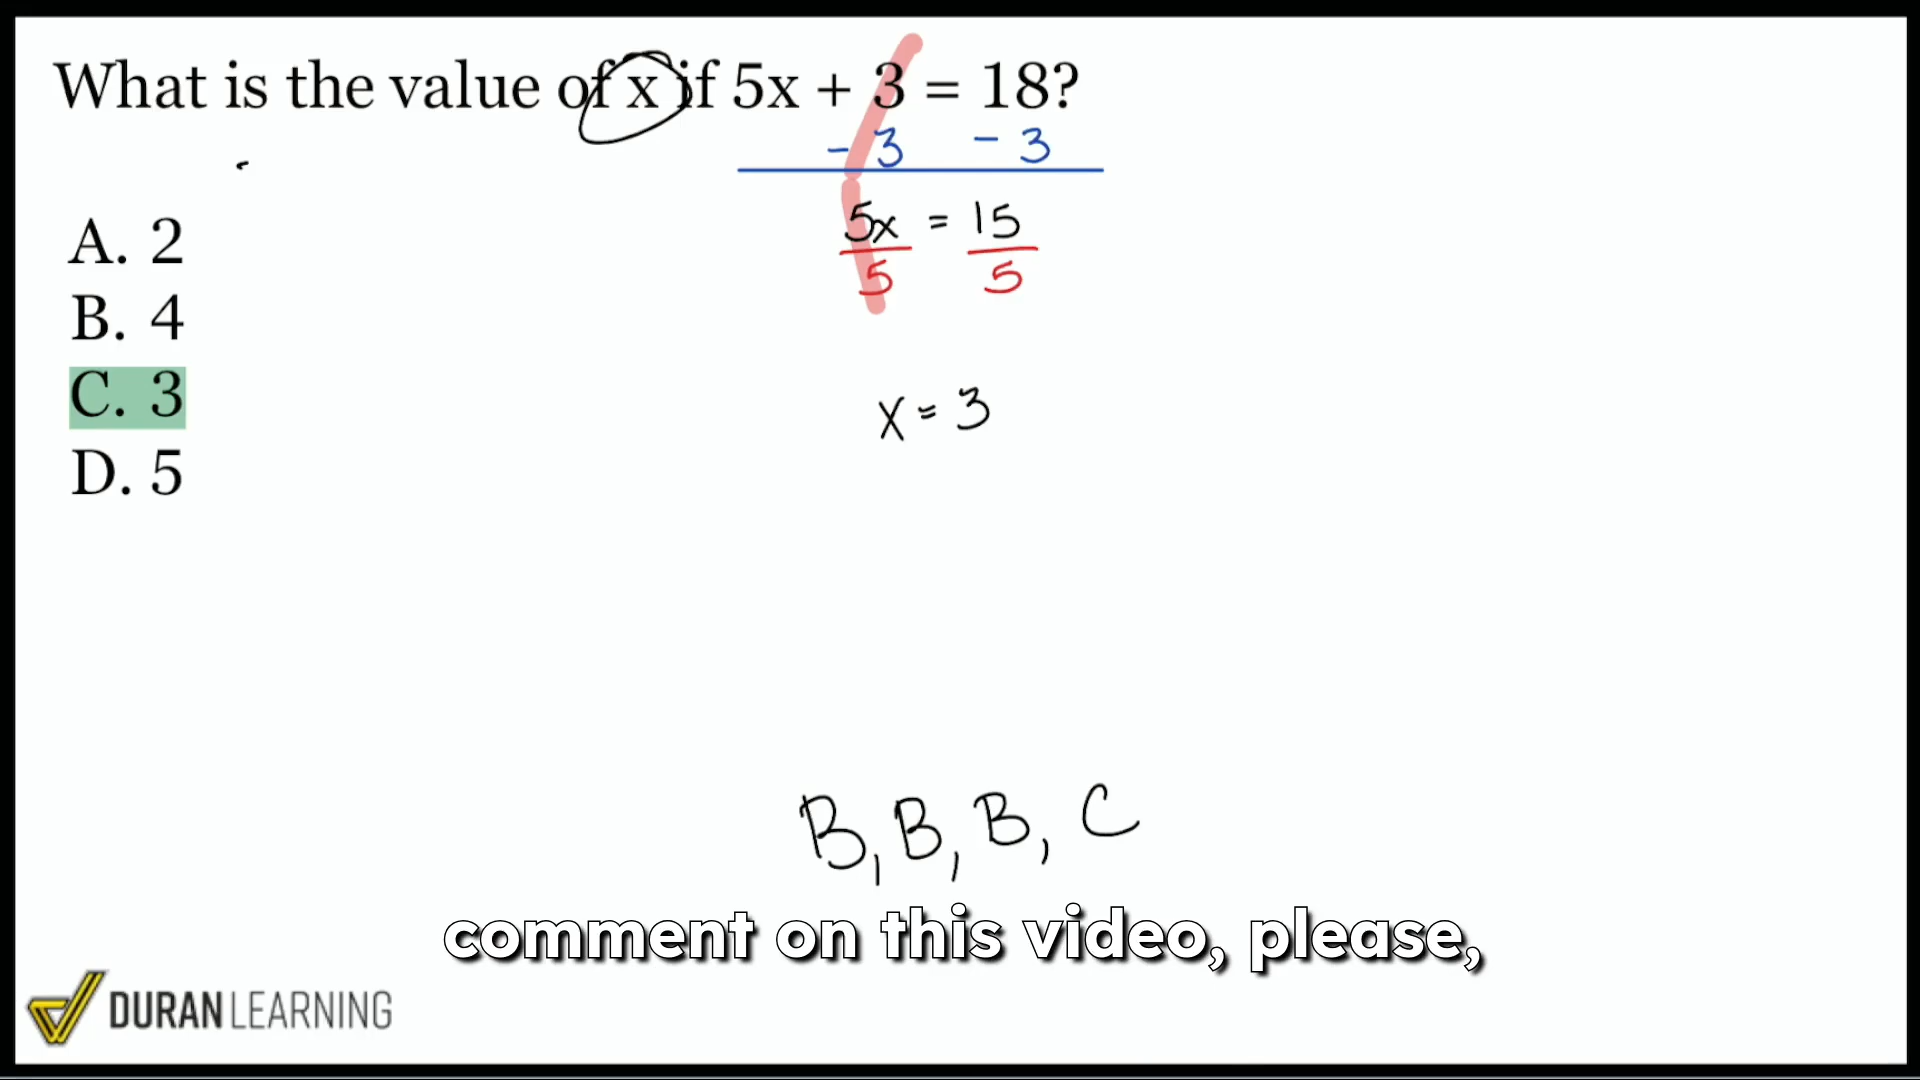 What is the value of x if 5x + 3 = 18?
- 3 - 3
5x = 15
5 5
A. 2
B. 4
C. 3
D. 5
x = 3
B, B, B, C
comment on this video, please,
DURAN LEARNING